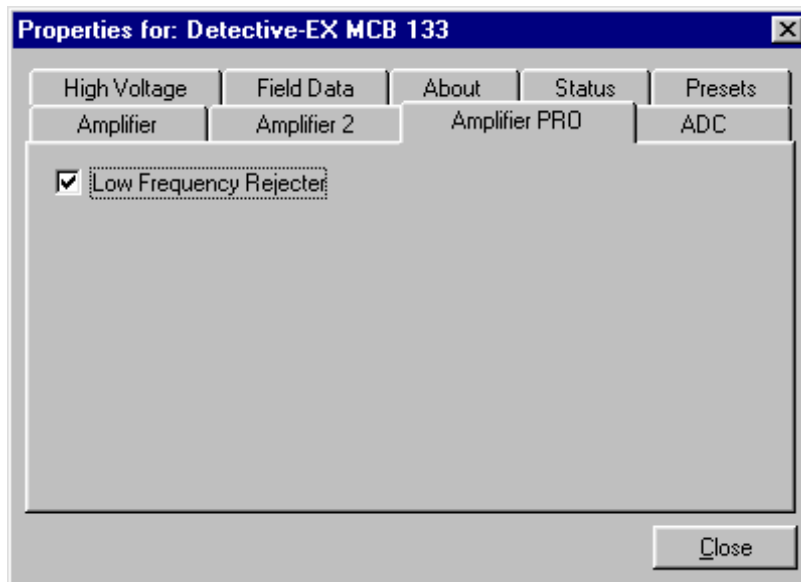 Properties for: Detective-EX MCB 133
High Voltage Field Data About Status Presets
Amplifier Amplifier 2 Amplifier PRO ADC
Low Frequency Rejecter
Close